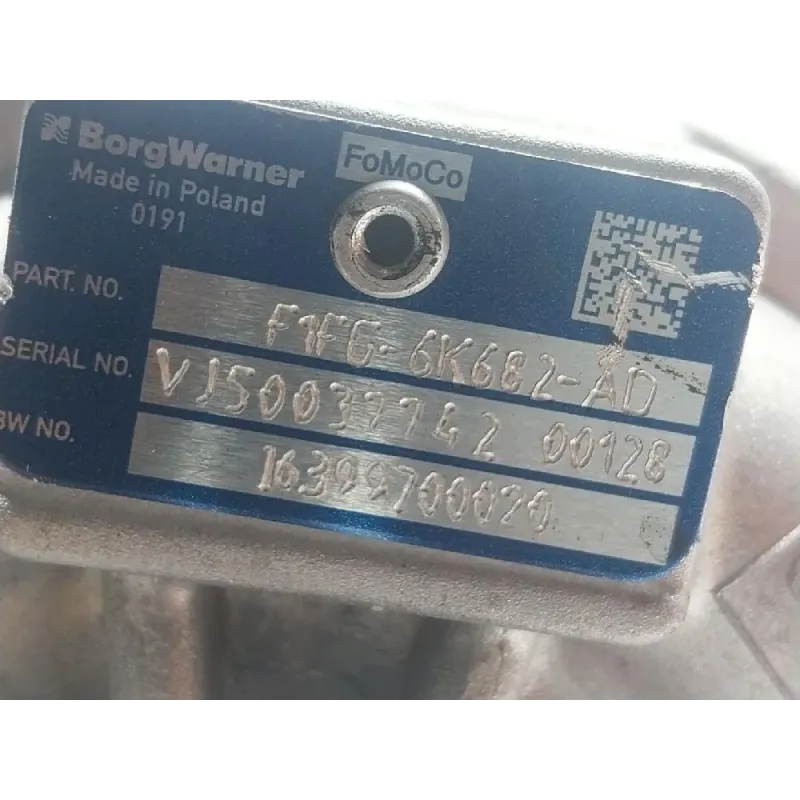 BorgWarner
FoMoCo
Made in Poland
0191
PART. NO. F1FG-6K682-AD
SERIAL NO. VJ50037742 00128
BW NO. 16399700020